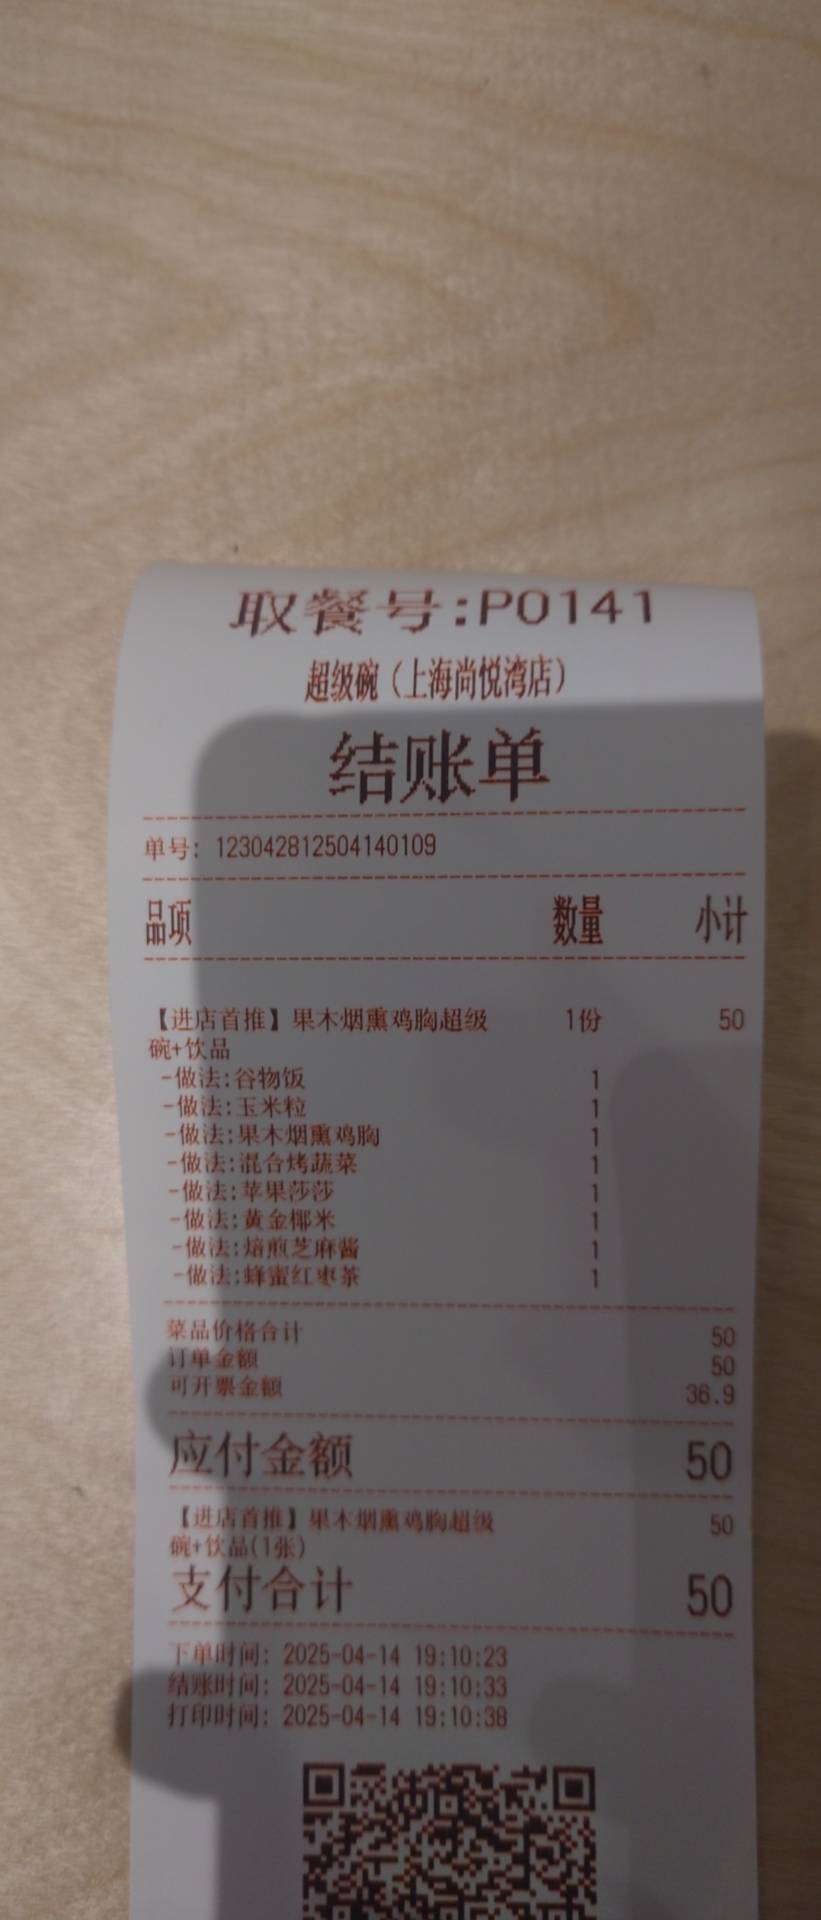 取餐号:P0141
超级碗（上海尚悦湾店）
结账单
单号: 123042812504140109
品项 数量 小计
【进店首推】果木烟熏鸡胸超级 1份 50
碗+饮品
-做法:谷物饭 1
-做法:玉米粒 1
-做法:果木烟熏鸡胸 1
-做法:混合烤蔬菜 1
-做法:苹果莎莎 1
-做法:黄金椰米 1
-做法:焙煎芝麻酱 1
-做法:蜂蜜红枣茶 1
菜品价格合计 50
订单金额 50
可开票金额 36.9
应付金额 50
【进店首推】果木烟熏鸡胸超级 50
碗+饮品(1张)
支付合计 50
下单时间: 2025-04-14 19:10:23
结账时间: 2025-04-14 19:10:33
打印时间: 2025-04-14 19:10:38